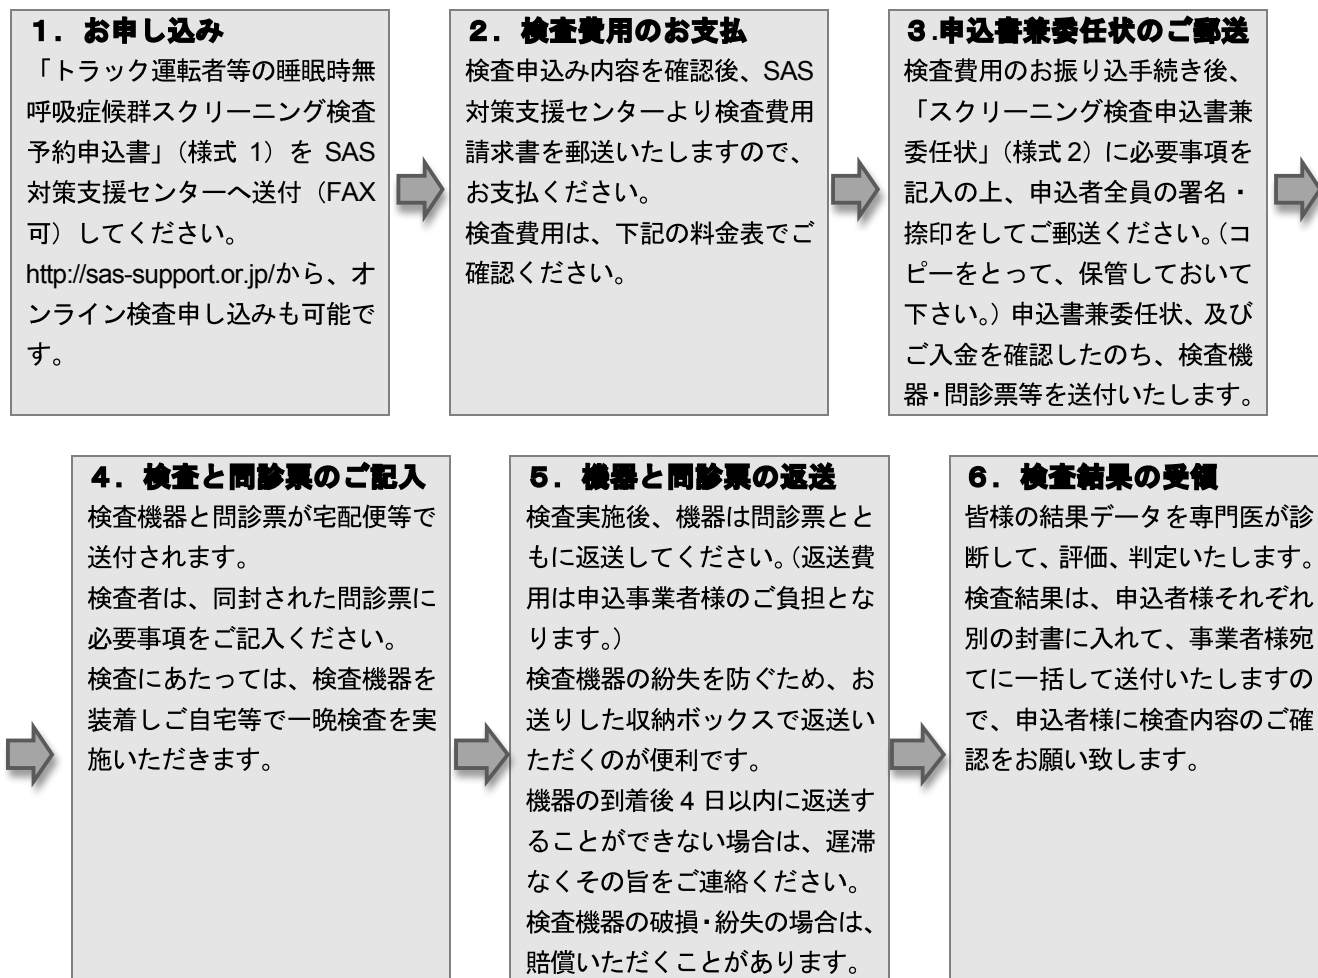 １．お申し込み
「トラック運転者等の睡眠時無
呼吸症候群スクリーニング検査
予約申込書」（様式 1）を SAS
対策支援センターへ送付（FAX
可）してください。
http://sas-support.or.jp/から、オ
ンライン検査申し込みも可能で
す。
２．検査費用のお支払
検査申込み内容を確認後、SAS
対策支援センターより検査費用
請求書を郵送いたしますので、
お支払ください。
検査費用は、下記の料金表でご
確認ください。
３.申込書兼委任状のご郵送
検査費用のお振り込手続き後、
「スクリーニング検査申込書兼
委任状」（様式２）に必要事項を
記入の上、申込者全員の署名・
捺印をしてご郵送ください。（コ
ピーをとって、保管しておいて
下さい。）申込書兼委任状、及び
ご入金を確認したのち、検査機
器・問診票等を送付いたします。
４．検査と問診票のご記入
検査機器と問診票が宅配便等で
送付されます。
検査者は、同封された問診票に
必要事項をご記入ください。
検査にあたっては、検査機器を
装着しご自宅等で一晩検査を実
施いただきます。
５．機器と問診票の返送
検査実施後、機器は問診票とと
もに返送してください。（返送費
用は申込事業者様のご負担とな
ります。）
検査機器の紛失を防ぐため、お
送りした収納ボックスで返送い
ただくのが便利です。
機器の到着後 4 日以内に返送す
ることができない場合は、遅滞
なくその旨をご連絡ください。
検査機器の破損・紛失の場合は、
賠償いただくことがあります。
６．検査結果の受領
皆様の結果データを専門医が診
断して、評価、判定いたします。
検査結果は、申込者様それぞれ
別の封書に入れて、事業者様宛
てに一括して送付いたしますの
で、申込者様に検査内容のご確
認をお願い致します。